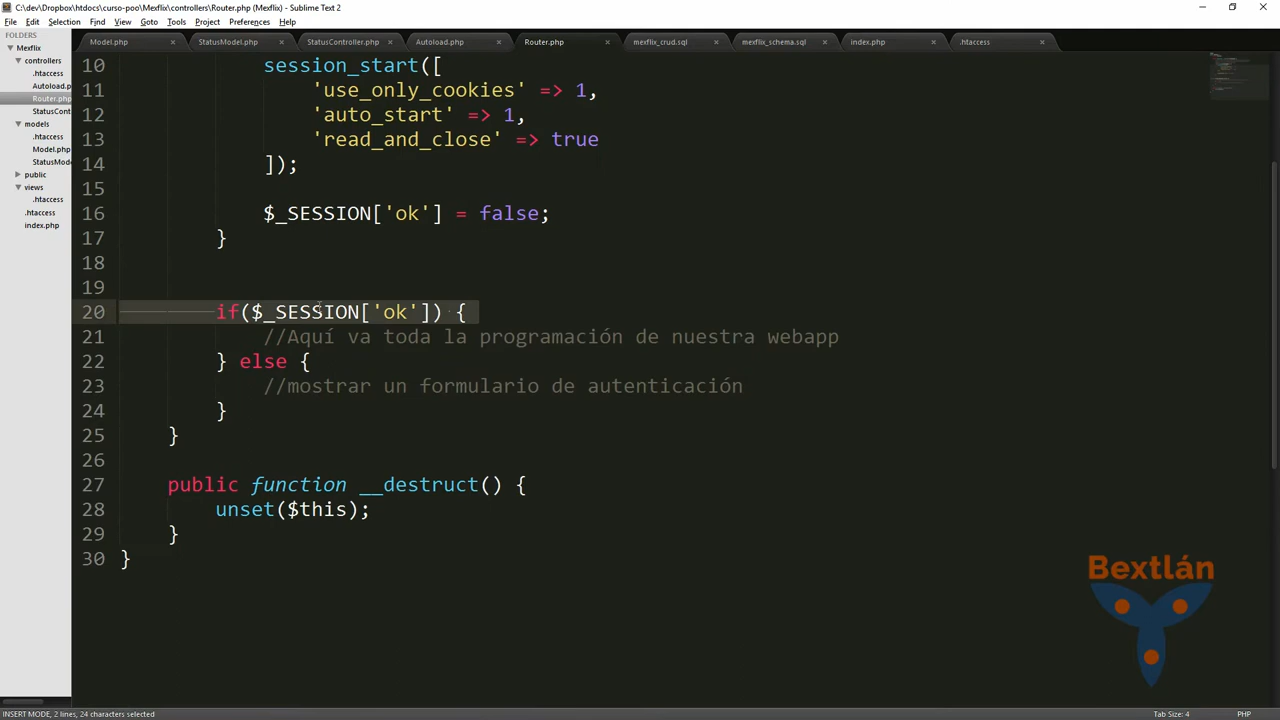 C:\dev\Dropbox\htdocs\curso-poo\Mexflix\controllers\Router.php (Mexflix) - Sublime Text 2
File Edit Selection Find View Goto Tools Project Preferences Help
FOLDERS
Mexflix
controllers
.htaccess
Autoload.p
Router.php
StatusCont
models
.htaccess
Model.php
StatusMode
public
views
.htaccess
.htaccess
index.php
Model.php × StatusModel.php × StatusController.php × Autoload.php × Router.php × mexflix_crud.sql × mexflix_schema.sql × index.php × .htaccess ×
10 session_start([
11 'use_only_cookies' => 1,
12 'auto_start' => 1,
13 'read_and_close' => true
14 ]);
15
16 $_SESSION['ok'] = false;
17 }
18
19
20 if($_SESSION['ok']) {
21 //Aquí va toda la programación de nuestra webapp
22 } else {
23 //mostrar un formulario de autenticación
24 }
25 }
26
27 public function __destruct() {
28 unset($this);
29 }
30 }
Bextlán
INSERT MODE, 2 lines, 24 characters selected
Tab Size: 4
PHP